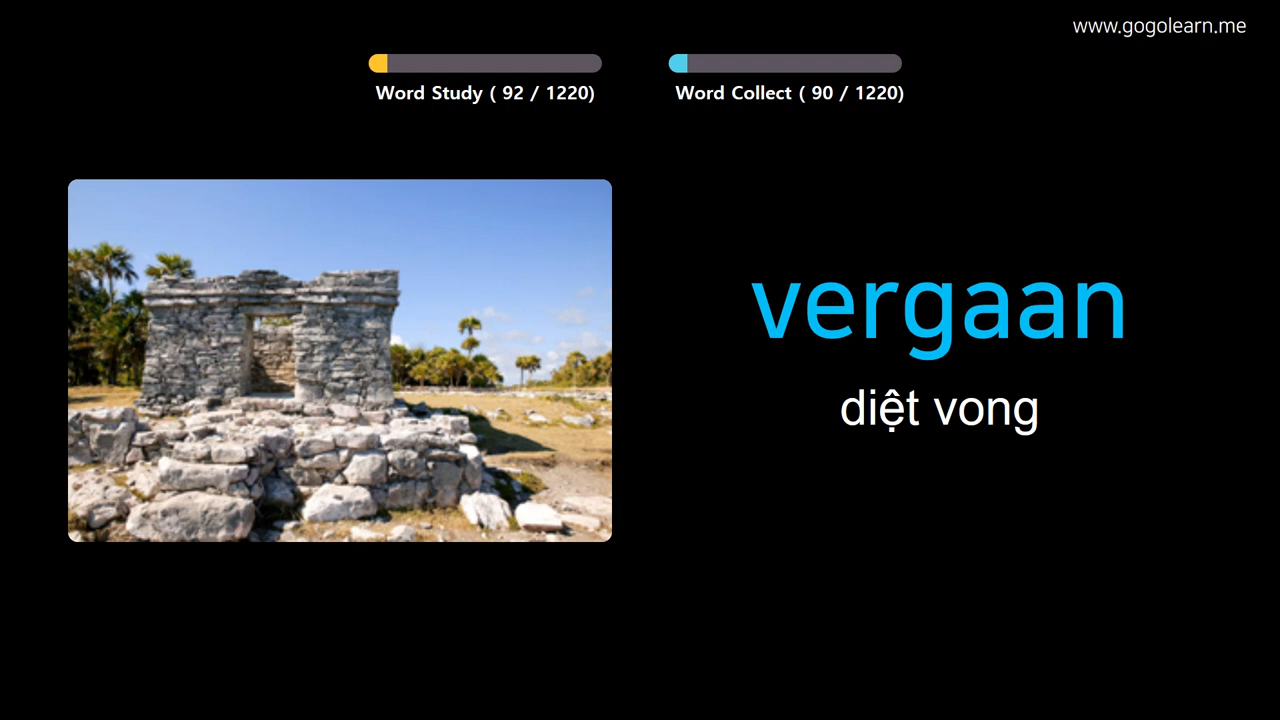 www.gogolearn.me
Word Study ( 92 / 1220)
Word Collect ( 90 / 1220)
vergaan
diệt vong